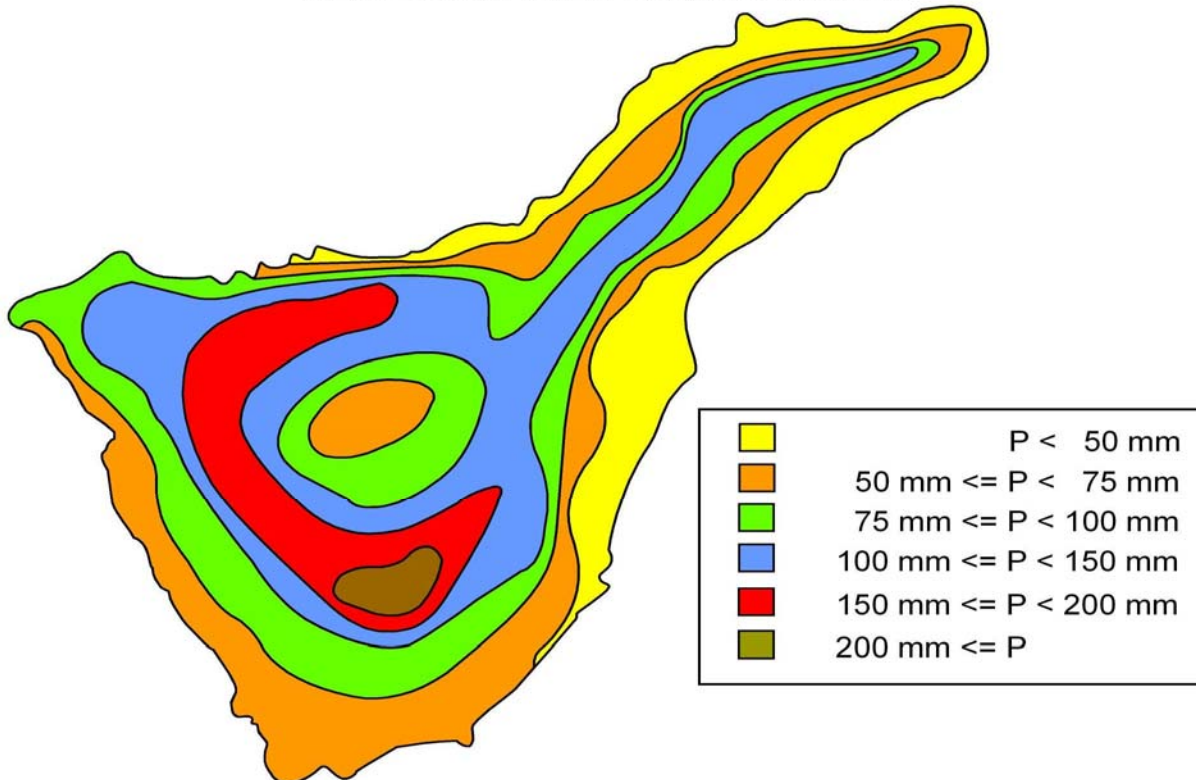 P < 50 mm
50 mm <= P < 75 mm
75 mm <= P < 100 mm
100 mm <= P < 150 mm
150 mm <= P < 200 mm
200 mm <= P